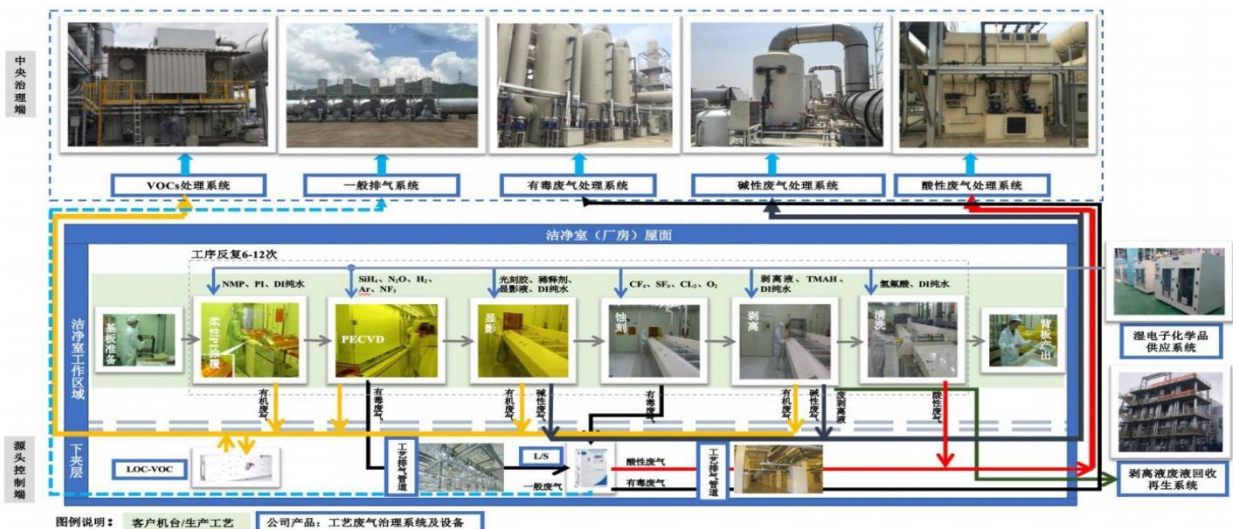 中央治理端
VOCs处理系统
一般排气系统
有毒废气处理系统
碱性废气处理系统
酸性废气处理系统
洁净室（厂房）屋面
洁净室工作区域
工序反复6-12次
NMP、PI、DI纯水
SiH₄、N₂O、H₂、
Ar、NF₃
光刻胶、稀释剂、
显影液、DI纯水
CF₄、SF₆、CL₂、O₂
剥离液、TMAH、
DI纯水
氢氟酸、DI纯水
基板准备
PECVD
显影
蚀刻
剥离
清洗
背板产出
湿电子化学品
供应系统
有机废气
有毒废气
有机废气
碱性废气
有毒废气
有机废气
碱性废气
废剥离液
酸性废气
源头控制端
下夹层
LOC-VOC
工艺排气管道
L/S
一般废气
酸性废气
有毒废气
工艺排气管道
剥离液废液回收
再生系统
图例说明：
客户机台/生产工艺
公司产品：工艺废气治理系统及设备